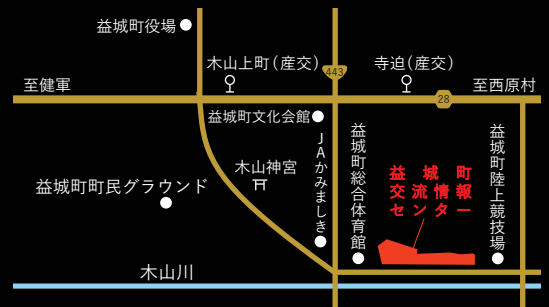 益城町役場
木山上町(産交)
443
寺迫(産交)
至健軍
28
至西原村
益城町文化会館
JAかみましき
益城町総合体育館
益城町陸上競技場
木山神宮
益城町
交流情報
センター
益城町町民グラウンド
木山川